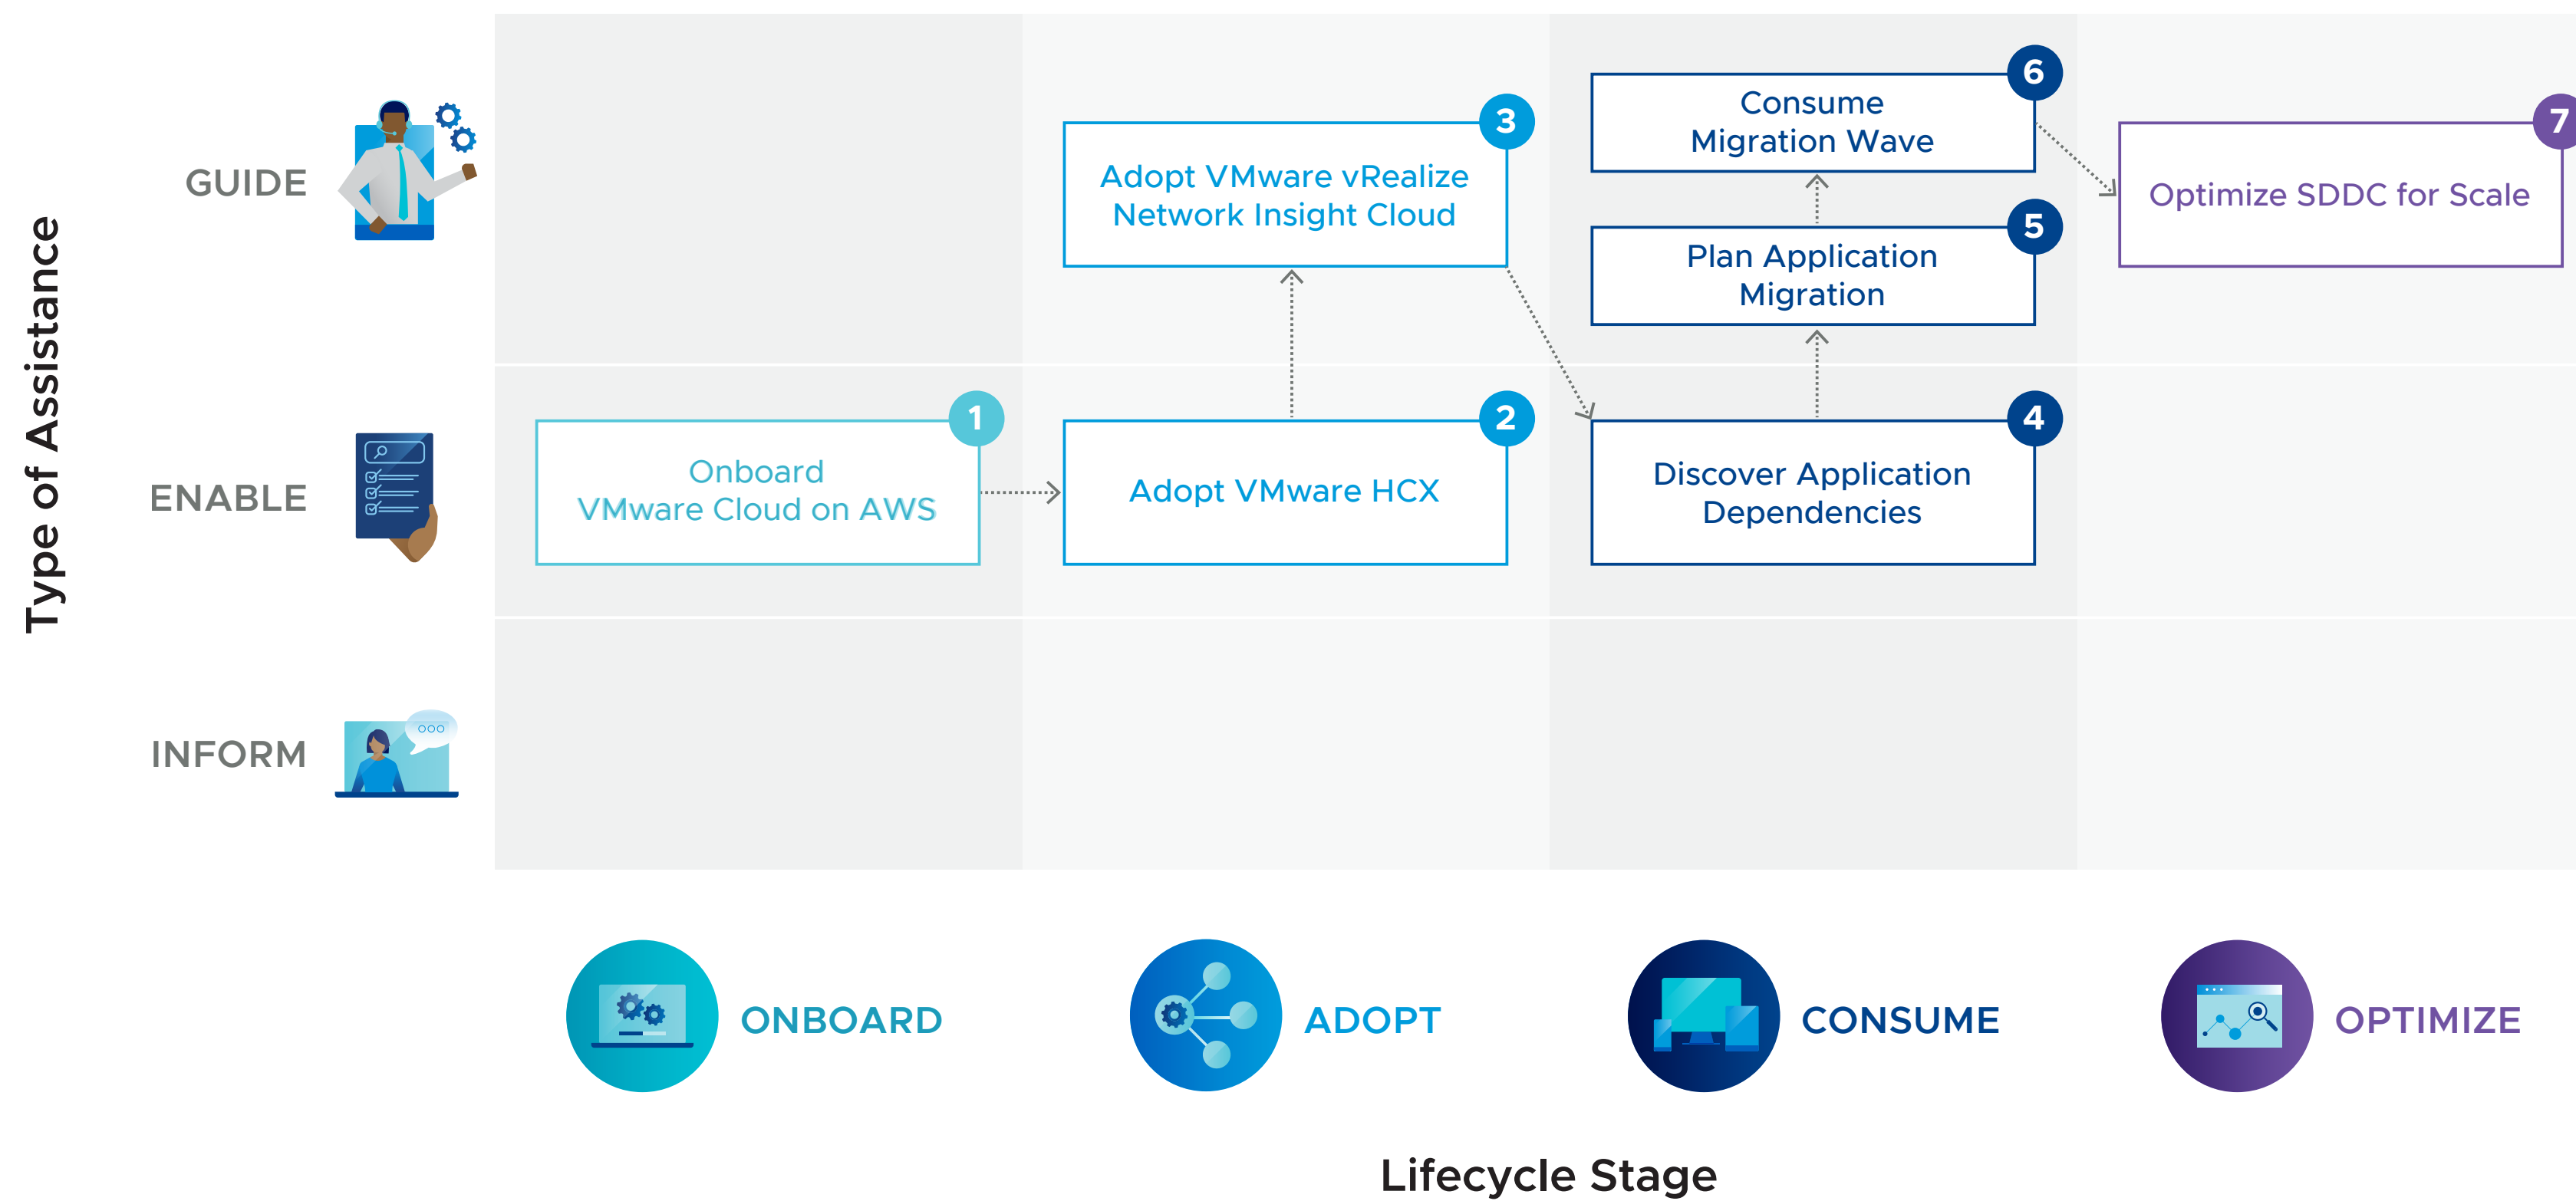 Type of Assistance
GUIDE
ENABLE
INFORM
1
Onboard
VMware Cloud on AWS
2
Adopt VMware HCX
3
Adopt VMware vRealize
Network Insight Cloud
4
Discover Application
Dependencies
5
Plan Application
Migration
6
Consume
Migration Wave
7
Optimize SDDC for Scale
ONBOARD
ADOPT
CONSUME
OPTIMIZE
Lifecycle Stage